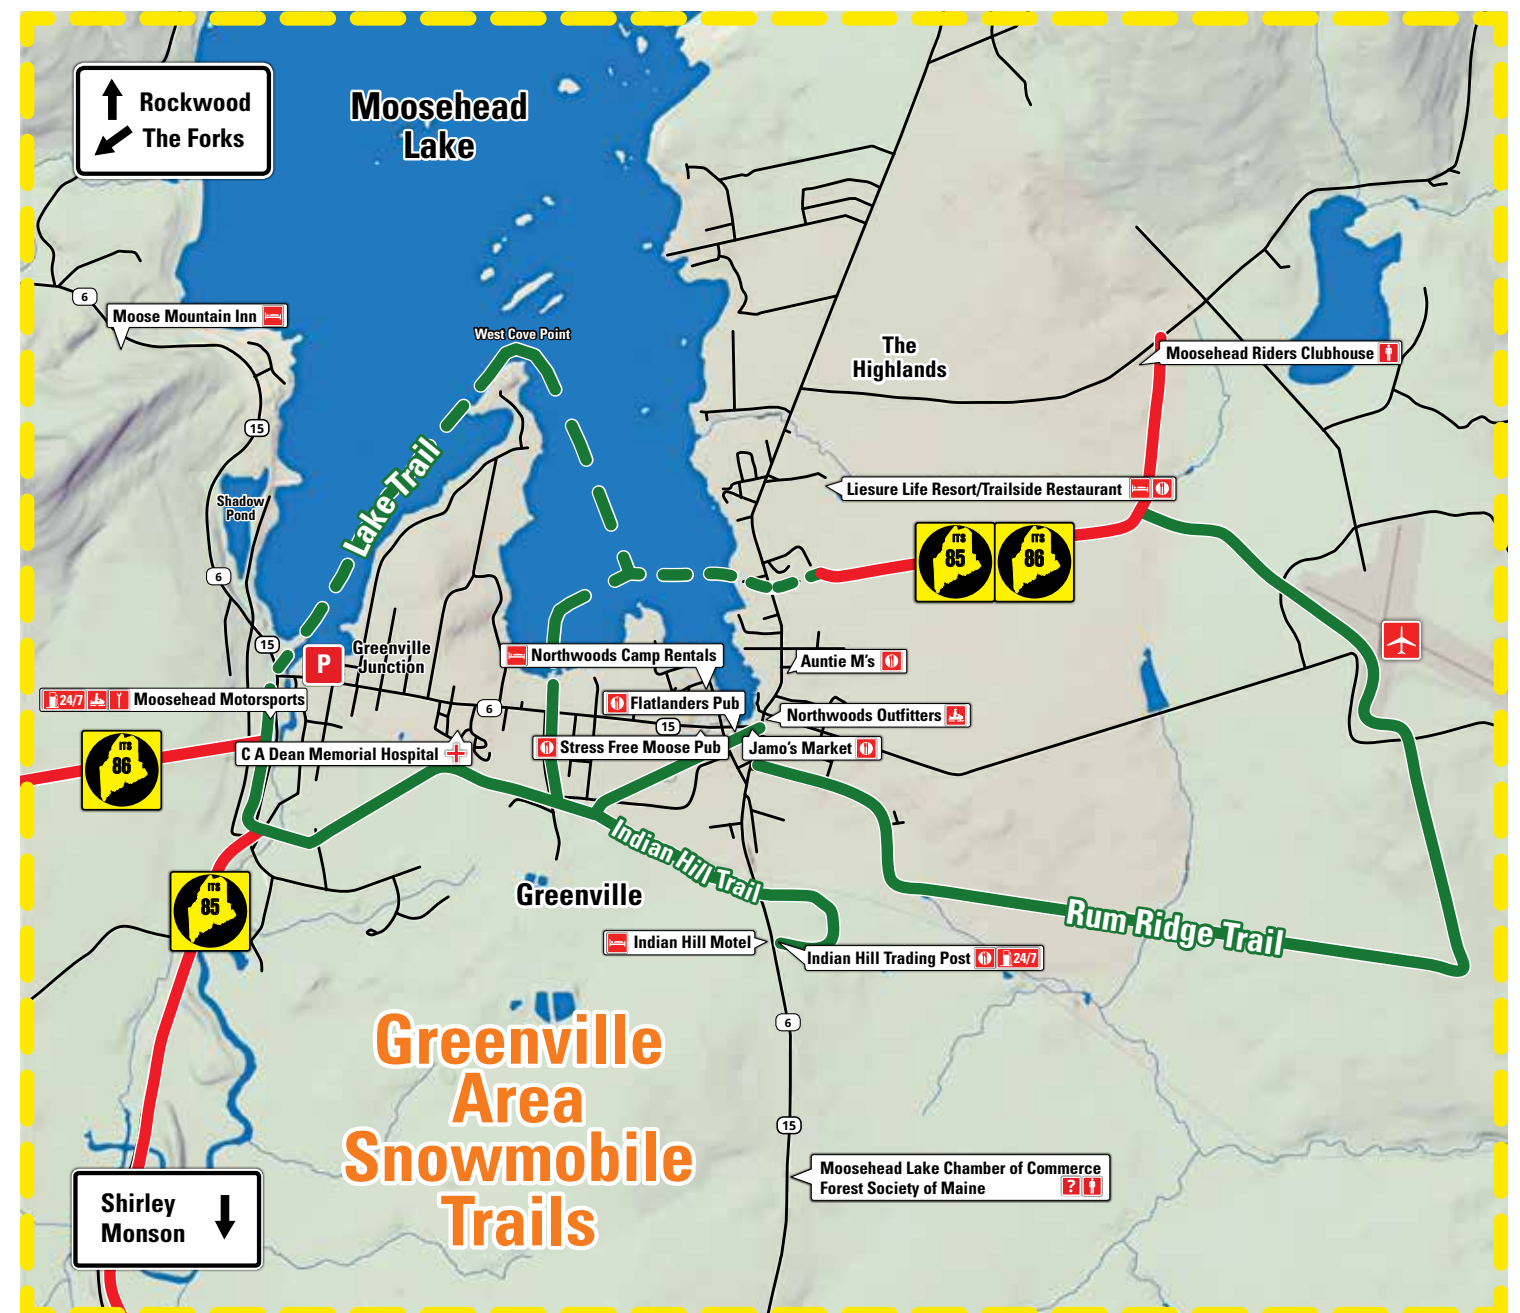 Rockwood
The Forks
Moosehead
Lake
6
Moose Mountain Inn
West Cove Point
The
Highlands
Moosehead Riders Clubhouse
15
Lake Trail
Shadow
Pond
Liesure Life Resort/Trailside Restaurant
ITS
85
ITS
86
6
15
P
Greenville
Junction
Northwoods Camp Rentals
Auntie M's
24/7
Moosehead Motorsports
6
Flatlanders Pub
15
Northwoods Outfitters
ITS
86
C A Dean Memorial Hospital
Stress Free Moose Pub
Jamo's Market
Indian Hill Trail
ITS
85
Greenville
Rum Ridge Trail
Indian Hill Motel
Indian Hill Trading Post
24/7
6
Greenville
Area
Snowmobile
Trails
15
Moosehead Lake Chamber of Commerce
Forest Society of Maine
?
Shirley
Monson